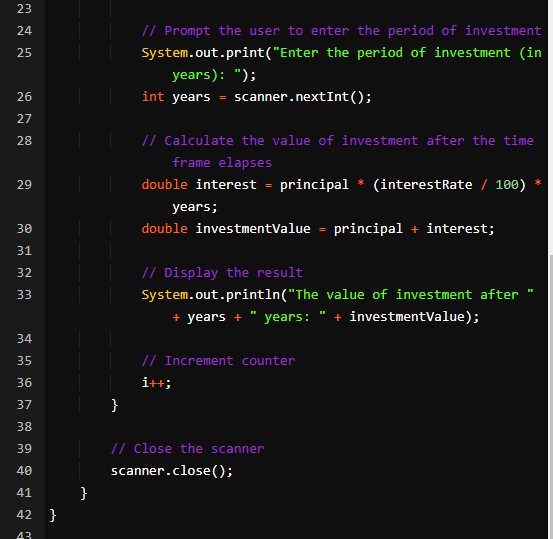 23
24 // Prompt the user to enter the period of investment
25 System.out.print("Enter the period of investment (in
years): ");
26 int years = scanner.nextInt();
27
28 // Calculate the value of investment after the time
frame elapses
29 double interest = principal * (interestRate / 100) *
years;
30 double investmentValue = principal + interest;
31
32 // Display the result
33 System.out.println("The value of investment after "
+ years + " years: " + investmentValue);
34
35 // Increment counter
36 i++;
37 }
38
39 // Close the scanner
40 scanner.close();
41 }
42 }
43